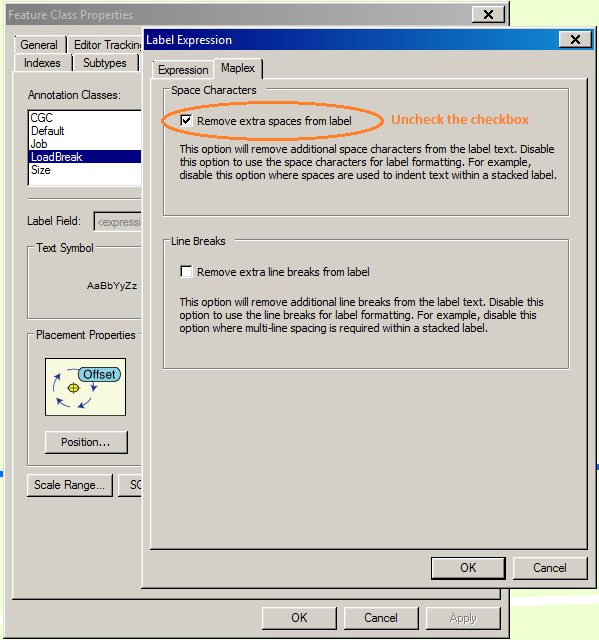 Feature Class Properties
General
Editor Tracking
Indexes
Subtypes
Annotation Classes:
CGC
Default
Job
LoadBreak
Size
Label Field:
<expressi
Text Symbol
AaBbYyZz
Placement Properties
Offset
Position...
Scale Range...
SQ
OK
Cancel
Apply
Label Expression
Expression
Maplex
Space Characters
Remove extra spaces from label
Uncheck the checkbox
This option will remove additional space characters from the label text. Disable
this option to use the space characters for label formatting. For example,
disable this option where spaces are used to indent text within a stacked label.
Line Breaks
Remove extra line breaks from label
This option will remove additional line breaks from the label text. Disable this
option to use the line breaks for label formatting. For example, disable this
option where multi-line spacing is required within a stacked label.
OK
Cancel